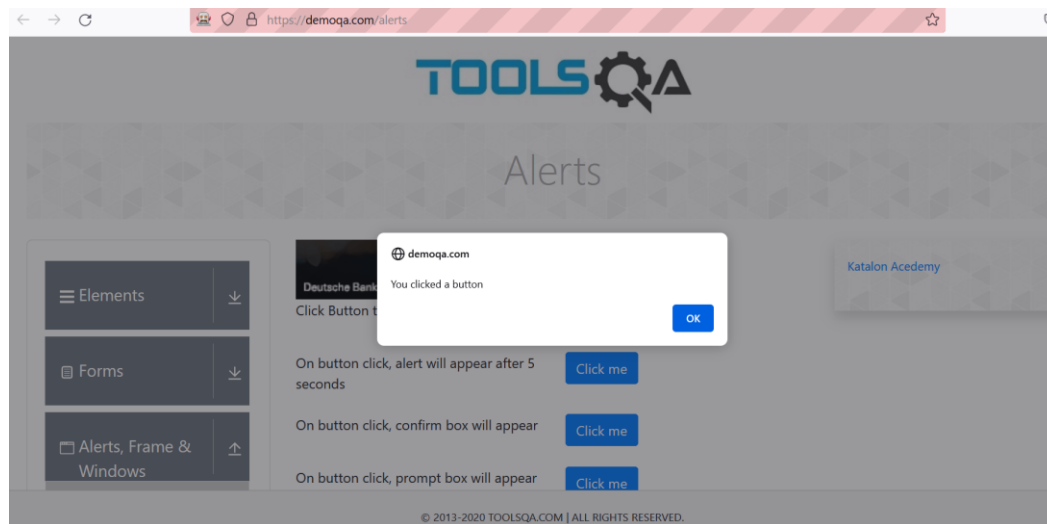 https://demoqa.com/alerts
TOOLSQA
Alerts
demoqa.com
You clicked a button
OK
Deutsche Bank
Click Button t
Katalon Acedemy
Elements
On button click, alert will appear after 5
seconds
Click me
Forms
On button click, confirm box will appear
Click me
Alerts, Frame &
Windows
On button click, prompt box will appear
Click me
© 2013-2020 TOOLSQA.COM | ALL RIGHTS RESERVED.